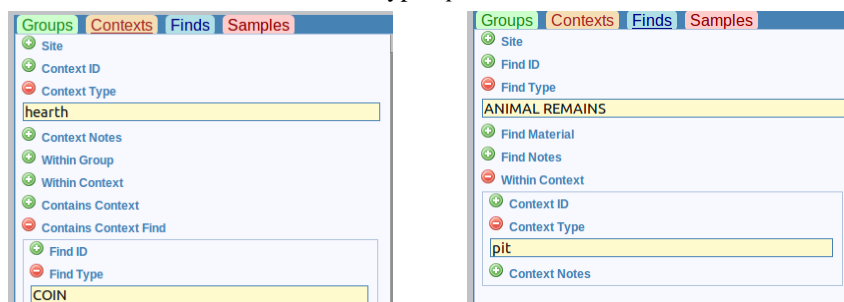 Groups Contexts Finds Samples
Site
Context ID
Context Type
hearth
Context Notes
Within Group
Within Context
Contains Context
Contains Context Find
Find ID
Find Type
COIN
Groups Contexts Finds Samples
Site
Find ID
Find Type
ANIMAL REMAINS
Find Material
Find Notes
Within Context
Context ID
Context Type
pit
Context Notes